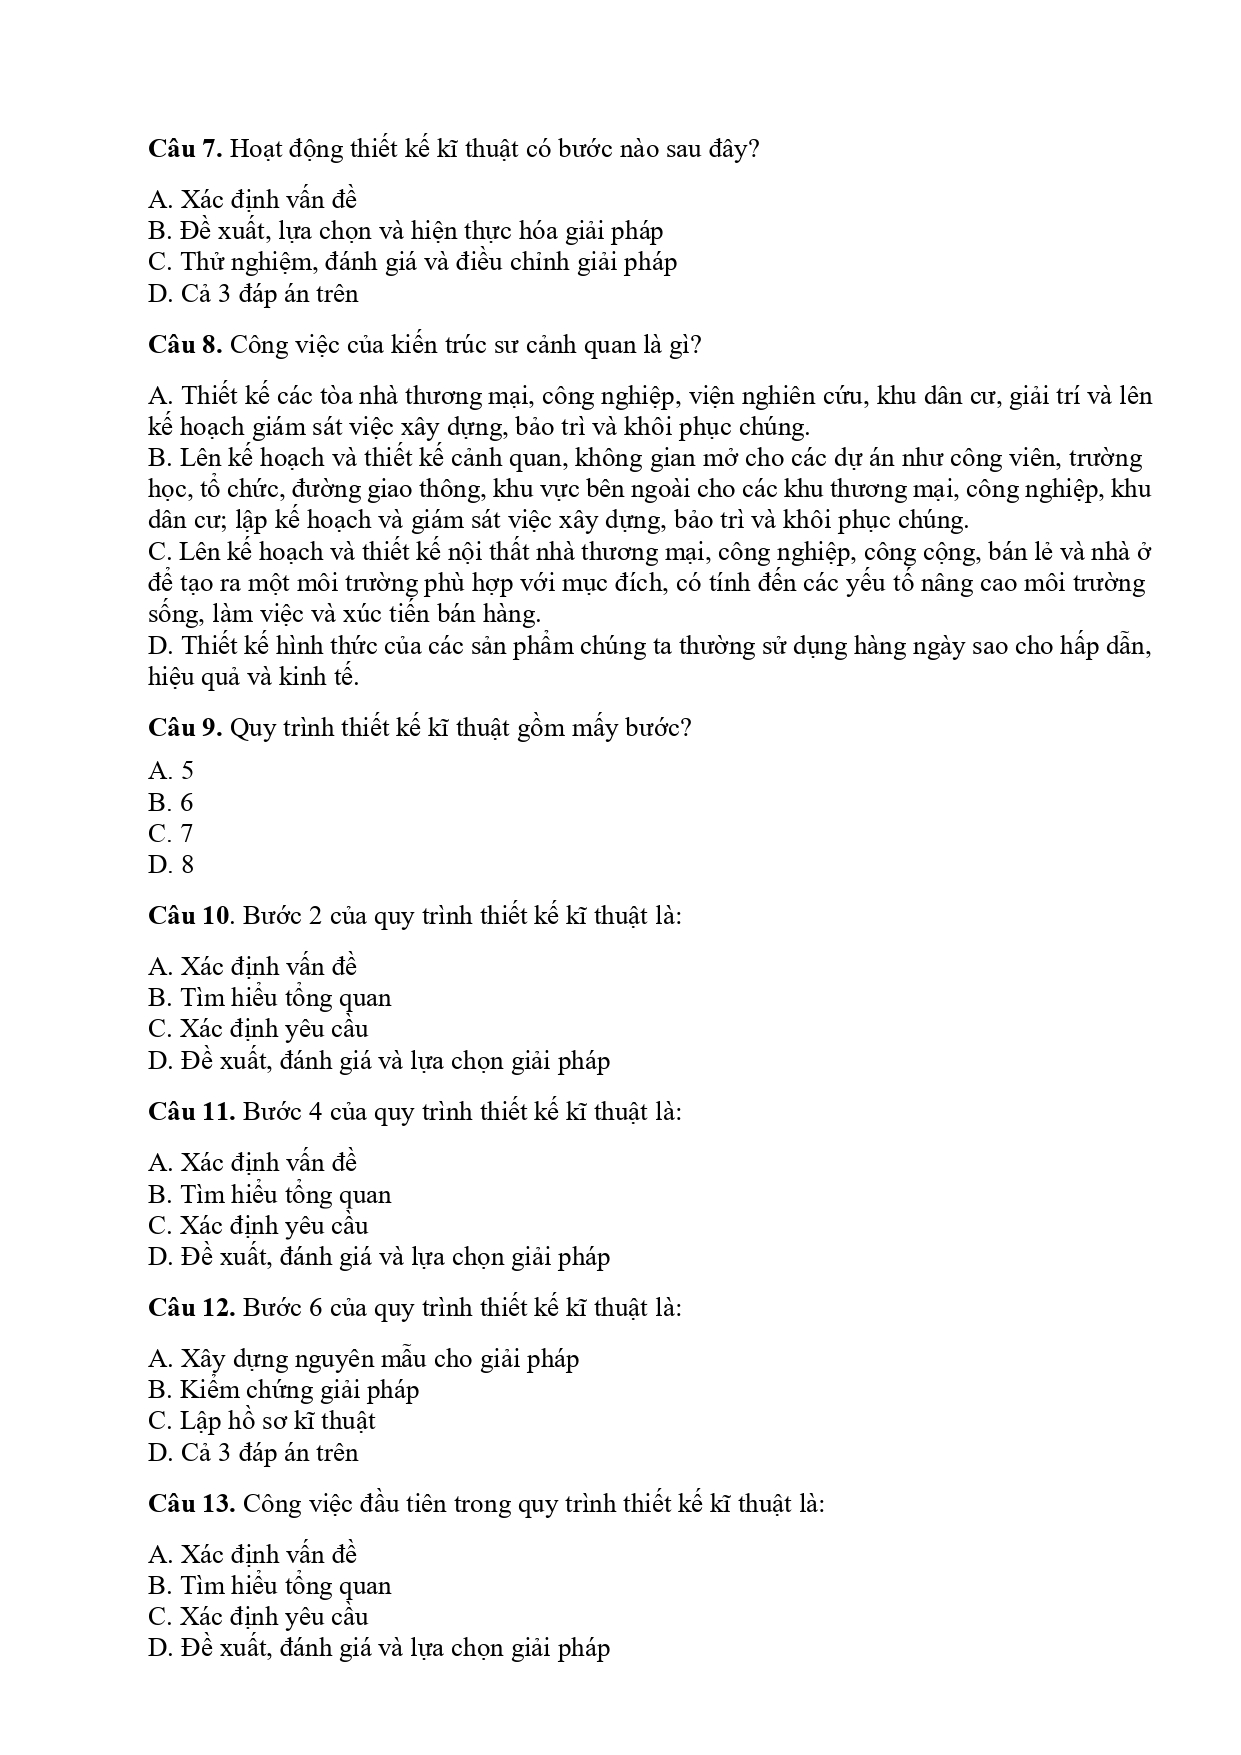 Câu 7. Hoạt động thiết kế kĩ thuật có bước nào sau đây?
A. Xác định vấn đề
B. Đề xuất, lựa chọn và hiện thực hóa giải pháp
C. Thử nghiệm, đánh giá và điều chỉnh giải pháp
D. Cả 3 đáp án trên
Câu 8. Công việc của kiến trúc sư cảnh quan là gì?
A. Thiết kế các tòa nhà thương mại, công nghiệp, viện nghiên cứu, khu dân cư, giải trí và lên
kế hoạch giám sát việc xây dựng, bảo trì và khôi phục chúng.
B. Lên kế hoạch và thiết kế cảnh quan, không gian mở cho các dự án như công viên, trường
học, tổ chức, đường giao thông, khu vực bên ngoài cho các khu thương mại, công nghiệp, khu
dân cư; lập kế hoạch và giám sát việc xây dựng, bảo trì và khôi phục chúng.
C. Lên kế hoạch và thiết kế nội thất nhà thương mại, công nghiệp, công cộng, bán lẻ và nhà ở
để tạo ra một môi trường phù hợp với mục đích, có tính đến các yếu tố nâng cao môi trường
sống, làm việc và xúc tiến bán hàng.
D. Thiết kế hình thức của các sản phẩm chúng ta thường sử dụng hàng ngày sao cho hấp dẫn,
hiệu quả và kinh tế.
Câu 9. Quy trình thiết kế kĩ thuật gồm mấy bước?
A. 5
B. 6
C. 7
D. 8
Câu 10. Bước 2 của quy trình thiết kế kĩ thuật là:
A. Xác định vấn đề
B. Tìm hiểu tổng quan
C. Xác định yêu cầu
D. Đề xuất, đánh giá và lựa chọn giải pháp
Câu 11. Bước 4 của quy trình thiết kế kĩ thuật là:
A. Xác định vấn đề
B. Tìm hiểu tổng quan
C. Xác định yêu cầu
D. Đề xuất, đánh giá và lựa chọn giải pháp
Câu 12. Bước 6 của quy trình thiết kế kĩ thuật là:
A. Xây dựng nguyên mẫu cho giải pháp
B. Kiểm chứng giải pháp
C. Lập hồ sơ kĩ thuật
D. Cả 3 đáp án trên
Câu 13. Công việc đầu tiên trong quy trình thiết kế kĩ thuật là:
A. Xác định vấn đề
B. Tìm hiểu tổng quan
C. Xác định yêu cầu
D. Đề xuất, đánh giá và lựa chọn giải pháp